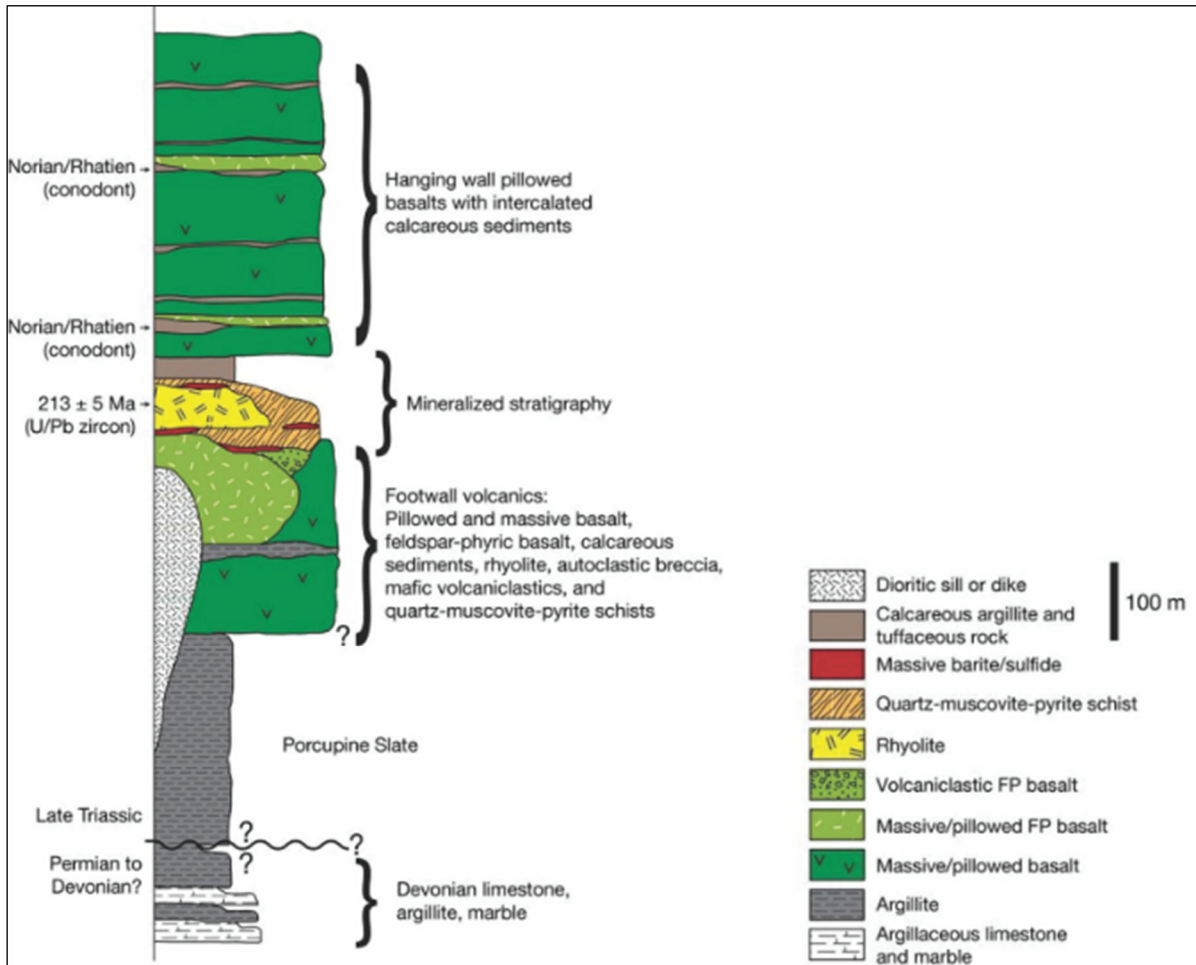 Norian/Rhatien
(conodont)
Hanging wall pillowed
basalts with intercalated
calcareous sediments
Norian/Rhatien
(conodont)
213 ± 5 Ma
(U/Pb zircon)
Mineralized stratigraphy
Footwall volcanics:
Pillowed and massive basalt,
feldspar-phyric basalt, calcareous
sediments, rhyolite, autoclastic breccia,
mafic volcaniclastics, and
quartz-muscovite-pyrite schists
?
Porcupine Slate
Late Triassic
?
?
Permian to
Devonian?
?
Devonian limestone,
argillite, marble
Dioritic sill or dike
Calcareous argillite and
tuffaceous rock
Massive barite/sulfide
Quartz-muscovite-pyrite schist
Rhyolite
Volcaniclastic FP basalt
Massive/pillowed FP basalt
Massive/pillowed basalt
Argillite
Argillaceous limestone
and marble
100 m